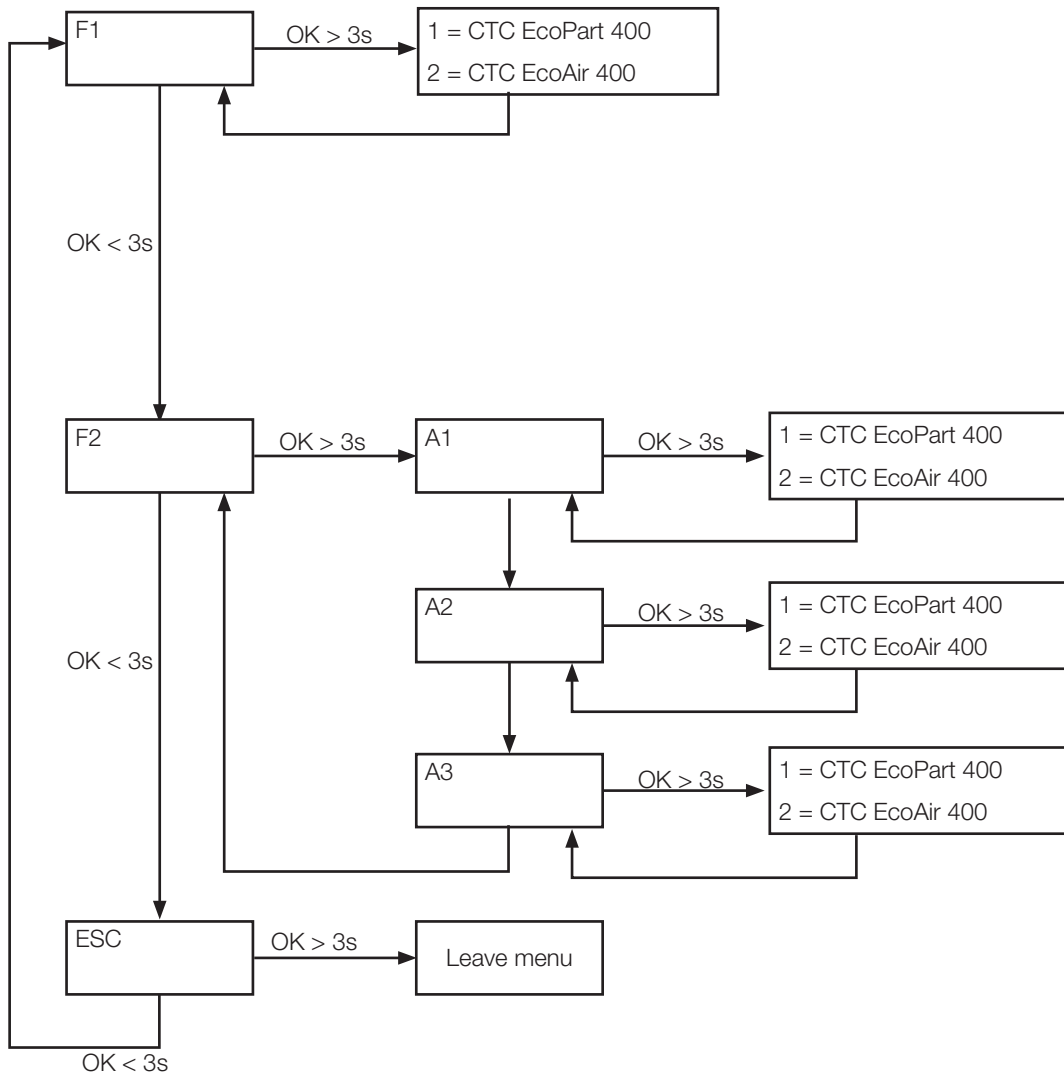 F1
OK > 3s
1 = CTC EcoPart 400
2 = CTC EcoAir 400
OK < 3s
F2
OK > 3s
A1
OK > 3s
1 = CTC EcoPart 400
2 = CTC EcoAir 400
A2
OK > 3s
1 = CTC EcoPart 400
2 = CTC EcoAir 400
OK < 3s
A3
OK > 3s
1 = CTC EcoPart 400
2 = CTC EcoAir 400
ESC
OK > 3s
Leave menu
OK < 3s